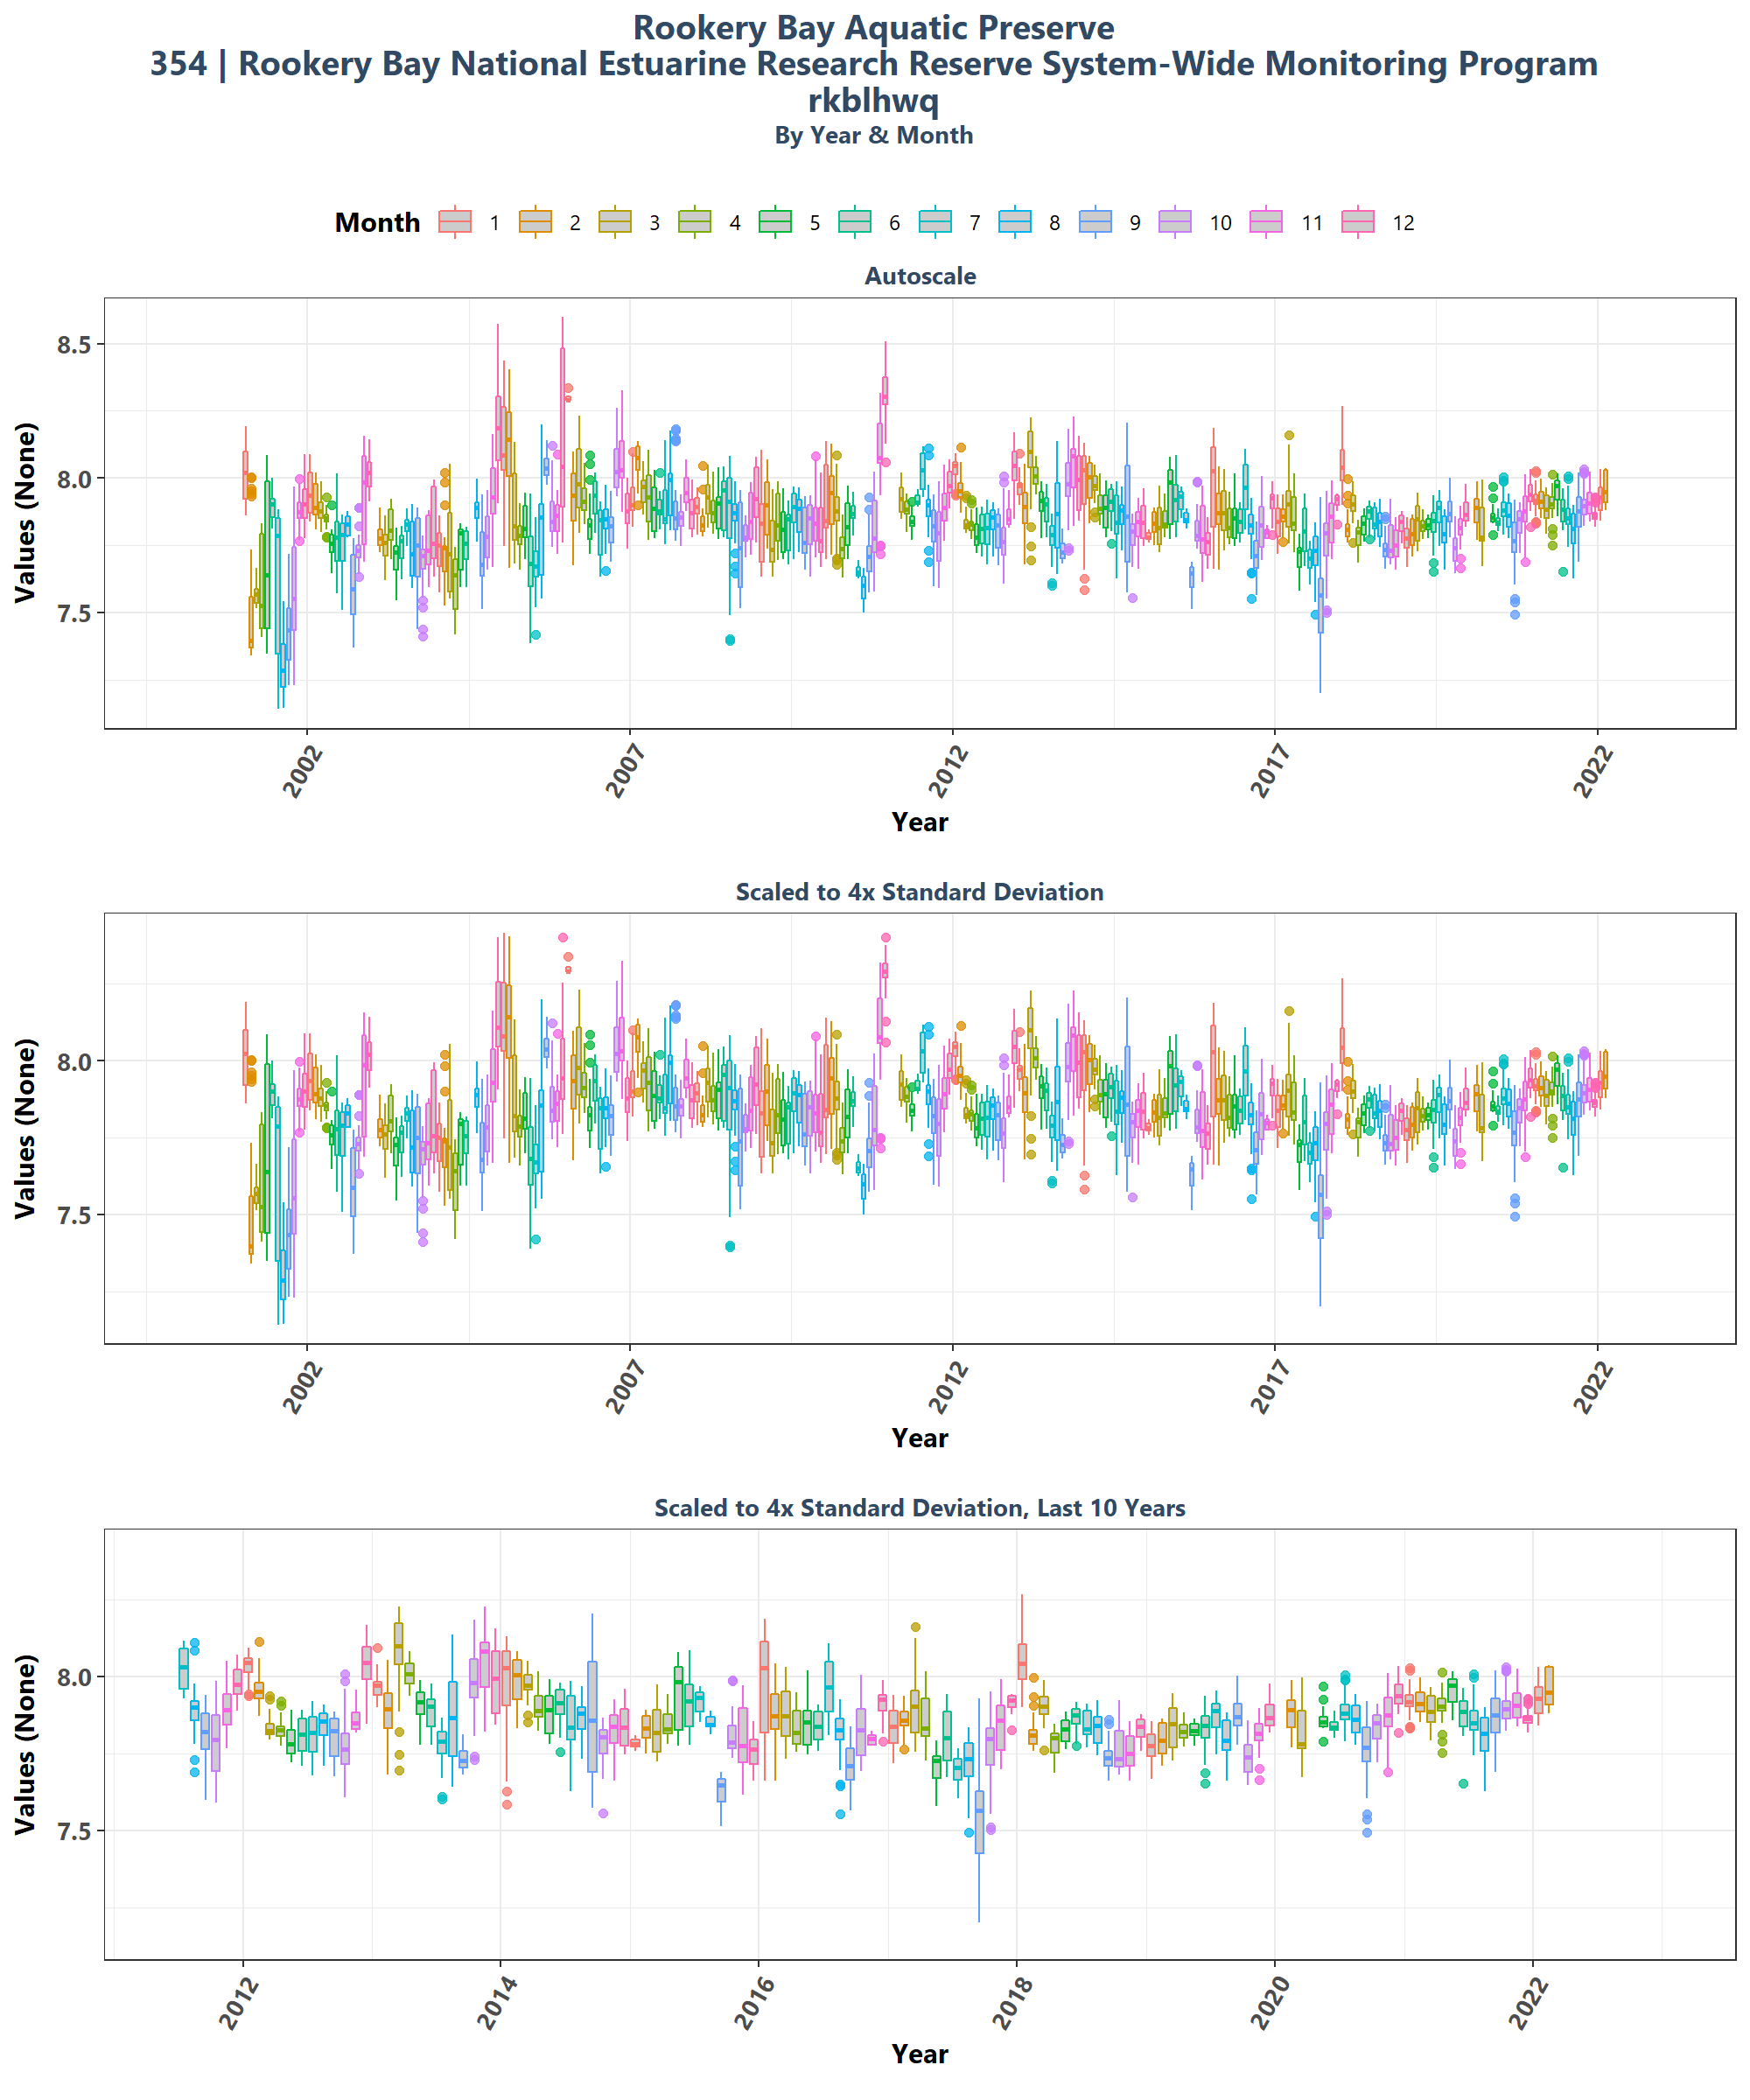 Rookery Bay Aquatic Preserve
354 | Rookery Bay National Estuarine Research Reserve System-Wide Monitoring Program
rkblhwq
By Year & Month
Month 1 2 3 4 5 6 7 8 9 10 11 12
Autoscale
Values (None)
8.5
8.0
7.5
2002 2007 2012 2017 2022
Year
Scaled to 4x Standard Deviation
Values (None)
8.0
7.5
2002 2007 2012 2017 2022
Year
Scaled to 4x Standard Deviation, Last 10 Years
Values (None)
8.0
7.5
2012 2014 2016 2018 2020 2022
Year